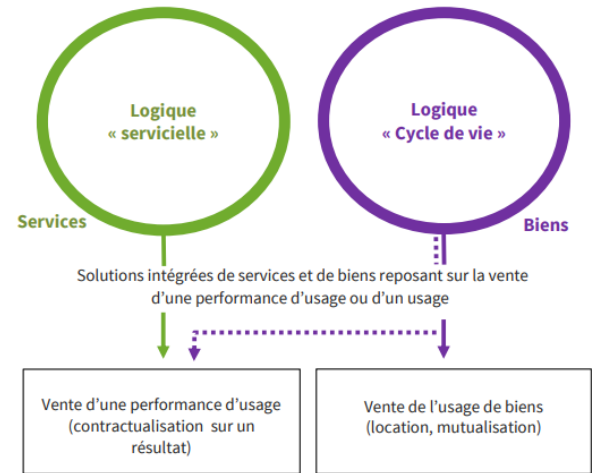 Logique
« servicielle »
Logique
« Cycle de vie »
Services
Biens
Solutions intégrées de services et de biens reposant sur la vente
d’une performance d’usage ou d’un usage
Vente d’une performance d’usage
(contractualisation sur un
résultat)
Vente de l’usage de biens
(location, mutualisation)